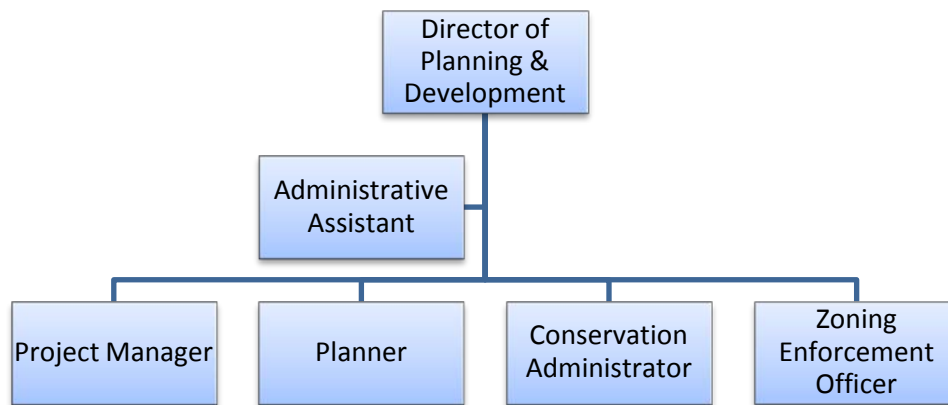 Director of
Planning &
Development
Administrative
Assistant
Project Manager
Planner
Conservation
Administrator
Zoning
Enforcement
Officer